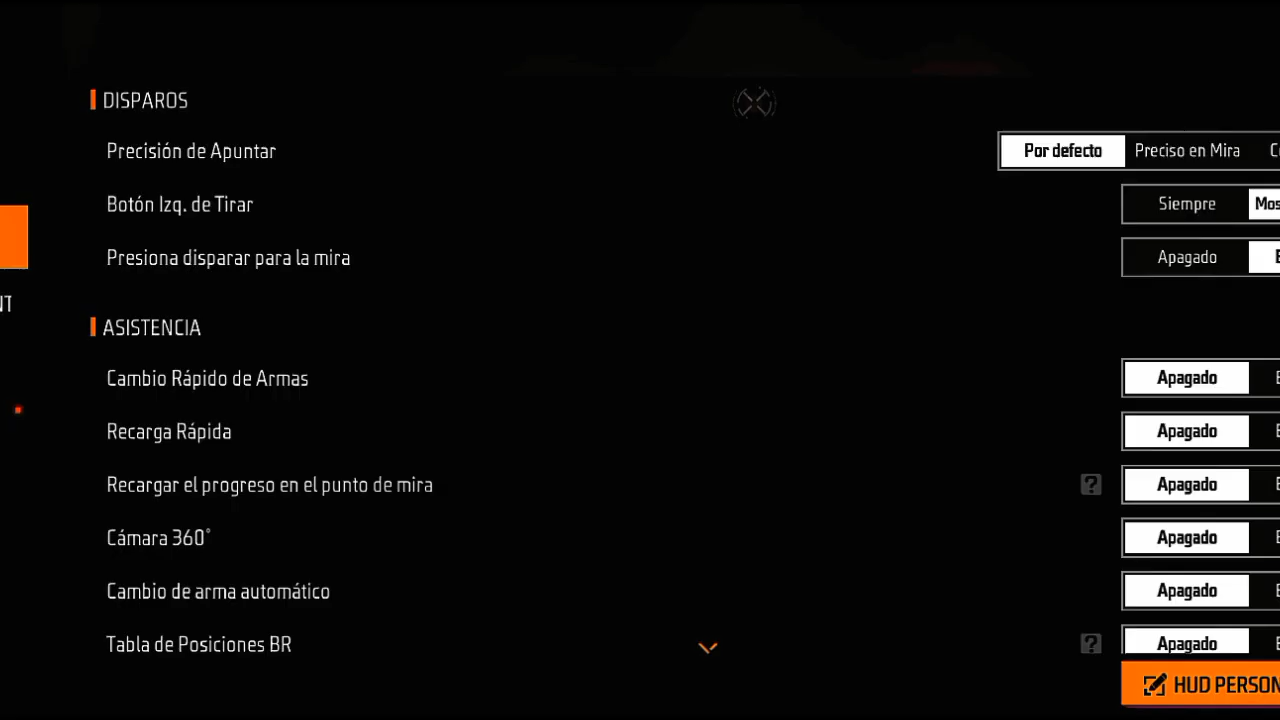 DISPAROS
Precisión de Apuntar
Por defecto Preciso en Mira
Botón Izq. de Tirar
Siempre Mos
Presiona disparar para la mira
Apagado
NT
ASISTENCIA
Cambio Rápido de Armas
Apagado
Recarga Rápida
Apagado
Recargar el progreso en el punto de mira
? Apagado
Cámara 360°
Apagado
Cambio de arma automático
Apagado
Tabla de Posiciones BR
? Apagado
HUD PERSON